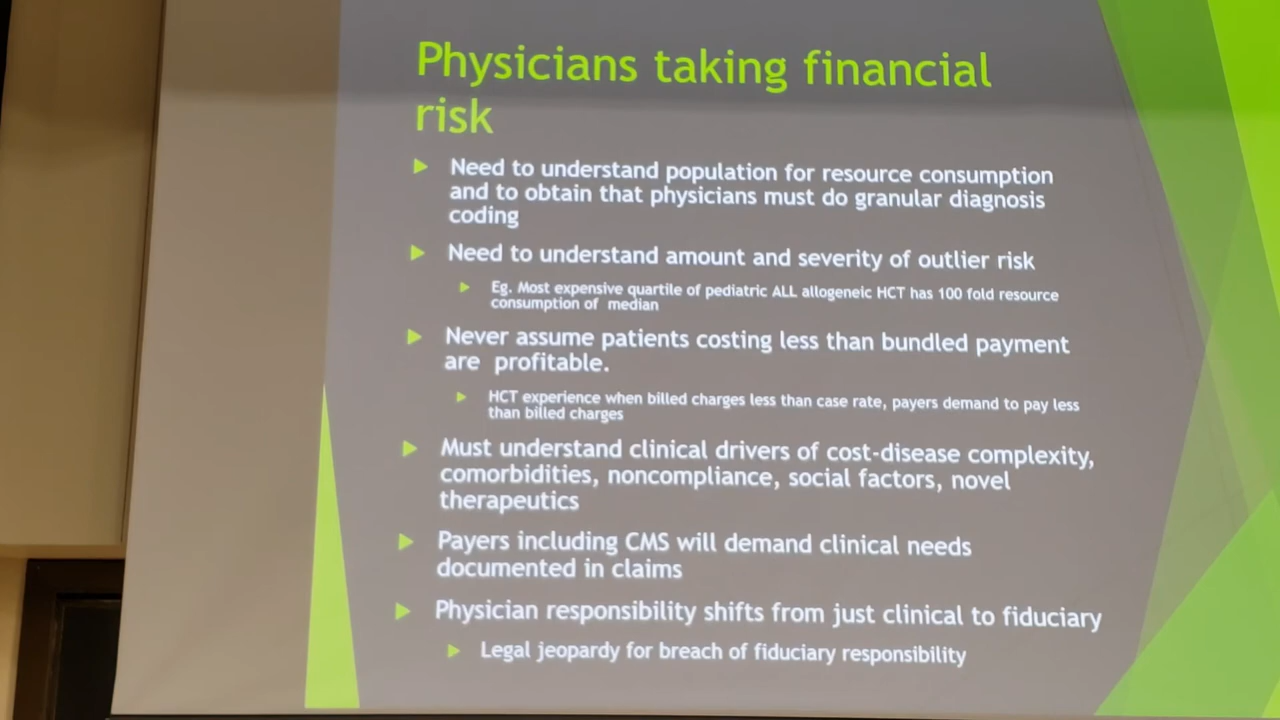 Physicians taking financial
risk
Need to understand population for resource consumption
and to obtain that physicians must do granular diagnosis
coding
Need to understand amount and severity of outlier risk
Eg. Most expensive quartile of pediatric ALL allogeneic HCT has 100 fold resource
consumption of median
Never assume patients costing less than bundled payment
are profitable.
HCT experience when billed charges less than case rate, payers demand to pay less
than billed charges
Must understand clinical drivers of cost-disease complexity,
comorbidities, noncompliance, social factors, novel
therapeutics
Payers including CMS will demand clinical needs
documented in claims
Physician responsibility shifts from just clinical to fiduciary
Legal jeopardy for breach of fiduciary responsibility